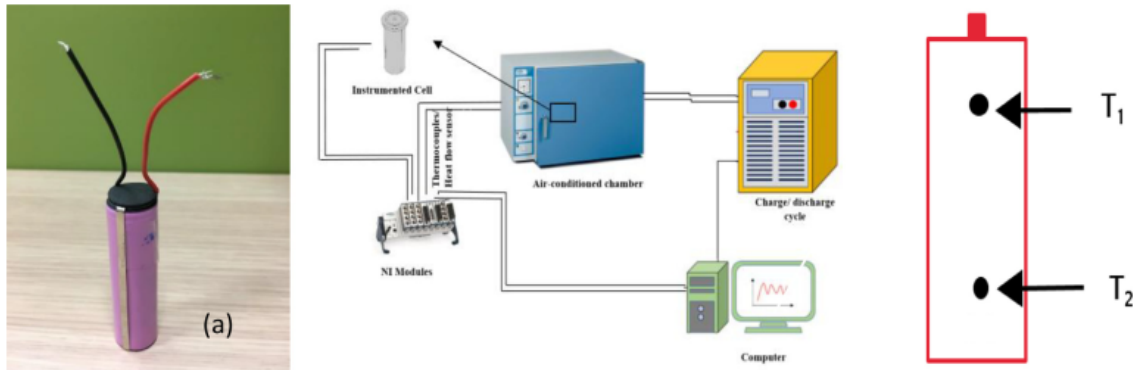 (a)
Instrumented Cell
Thermocouples/
Heat flow sensor
Air-conditioned chamber
Charge/ discharge
cycle
NI Modules
Computer
T1
T2